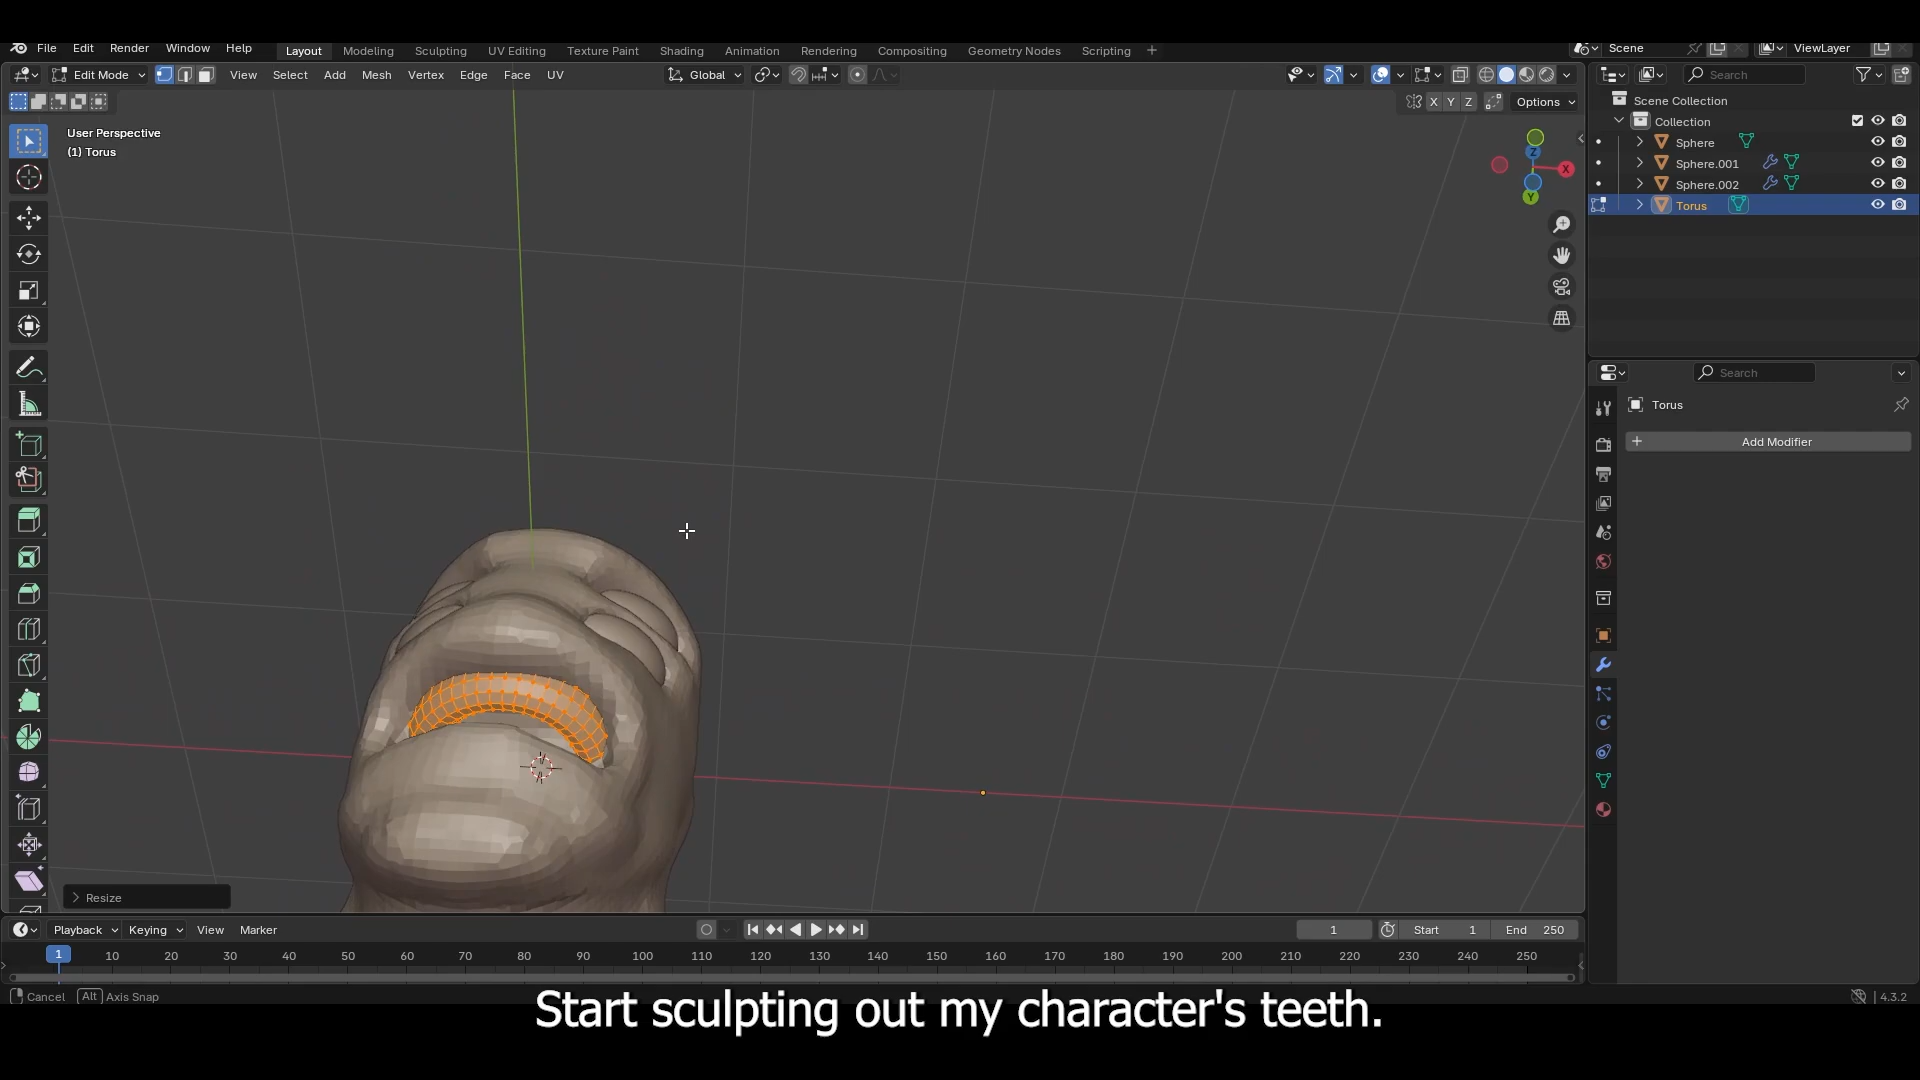 File Edit Render Window Help Layout Modeling Sculpting UV Editing Texture Paint Shading Animation Rendering Compositing Geometry Nodes Scripting Scene ViewLayer
Edit Mode View Select Add Mesh Vertex Edge Face UV Global Search
X Y Z Options
User Perspective
(1) Torus
Z
X
Y
Scene Collection
Collection
Sphere
Sphere.001
Sphere.002
Torus
Search
Torus
Add Modifier
Resize
Playback Keying View Marker 1 Start 1 End 250
1 10 20 30 40 50 60 70 80 90 100 110 120 130 140 150 160 170 180 190 200 210 220 230 240 250
Cancel Alt Axis Snap 4.3.2
Start sculpting out my character's teeth.